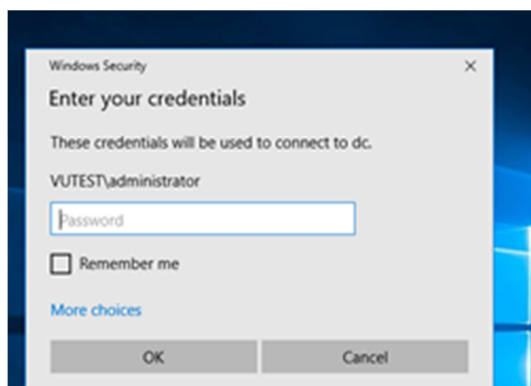 Windows Security
Enter your credentials
These credentials will be used to connect to dc.
VUTEST\administrator
Password
Remember me
More choices
OK
Cancel